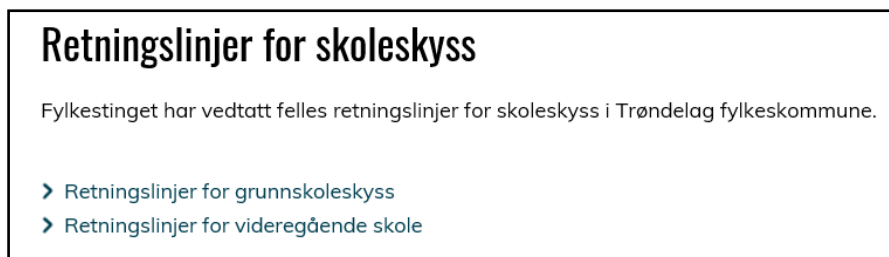 Retningslinjer for skoleskyss
Fylkestinget har vedtatt felles retningslinjer for skoleskyss i Trøndelag fylkeskommune.
Retningslinjer for grunnskoleskyss
Retningslinjer for videregående skole